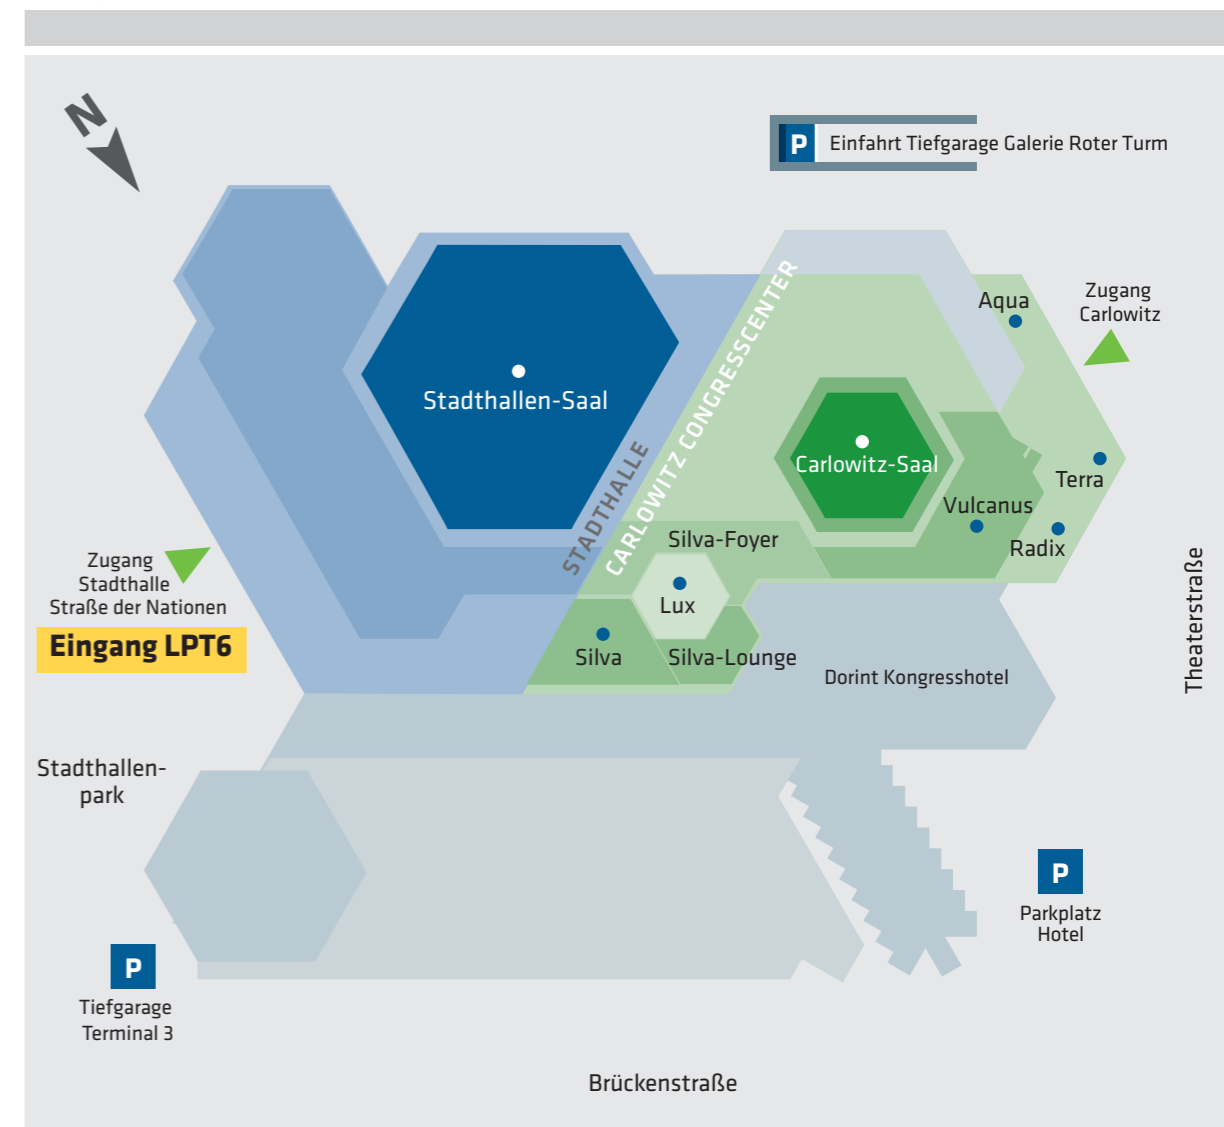 N
P Einfahrt Tiefgarage Galerie Roter Turm
Aqua
Zugang
Carlowitz
Stadthallen-Saal
STADTHALLE
CARLOWITZ CONGRESSCENTER
Carlowitz-Saal
Terra
Vulcanus
Radix
Silva-Foyer
Lux
Silva
Silva-Lounge
Zugang
Stadthalle
Straße der Nationen
Eingang LPT6
Dorint Kongresshotel
Theaterstraße
Stadthallen-
park
P
Parkplatz
Hotel
P
Tiefgarage
Terminal 3
Brückenstraße